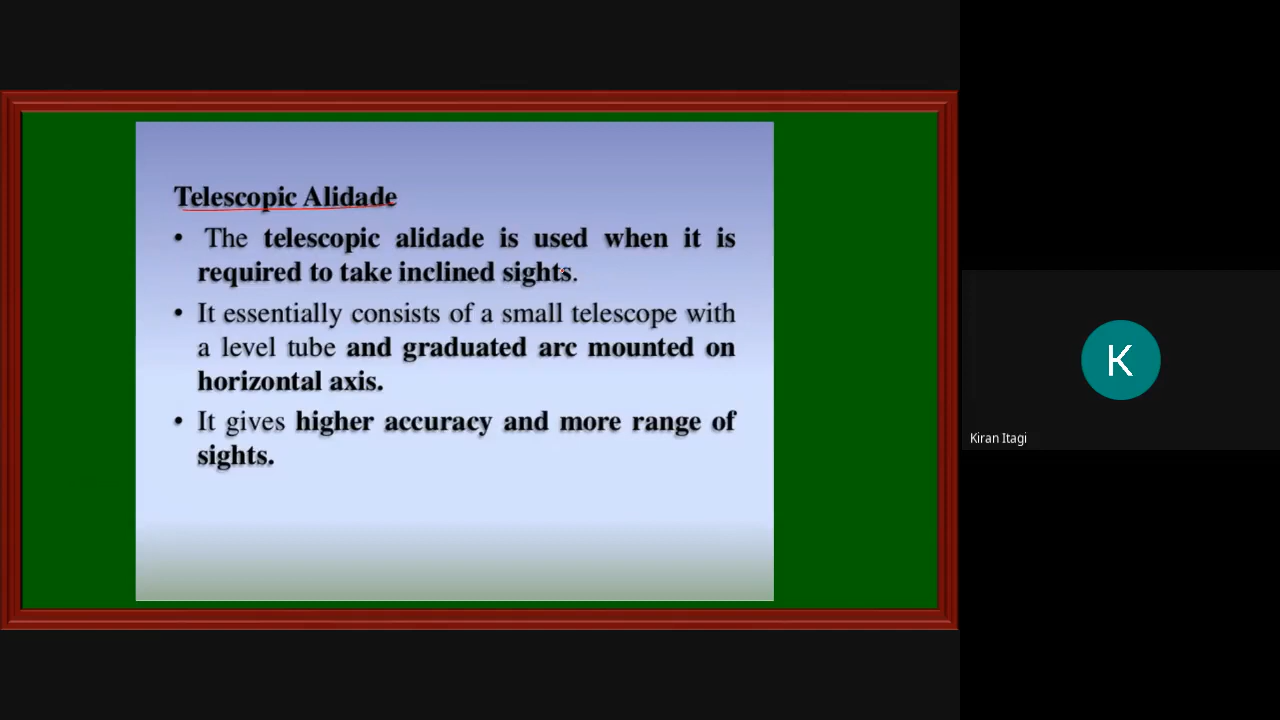 Telescopic Alidade
• The telescopic alidade is used when it is
required to take inclined sights.
• It essentially consists of a small telescope with
a level tube and graduated arc mounted on
horizontal axis.
• It gives higher accuracy and more range of
sights.
K
Kiran Itagi